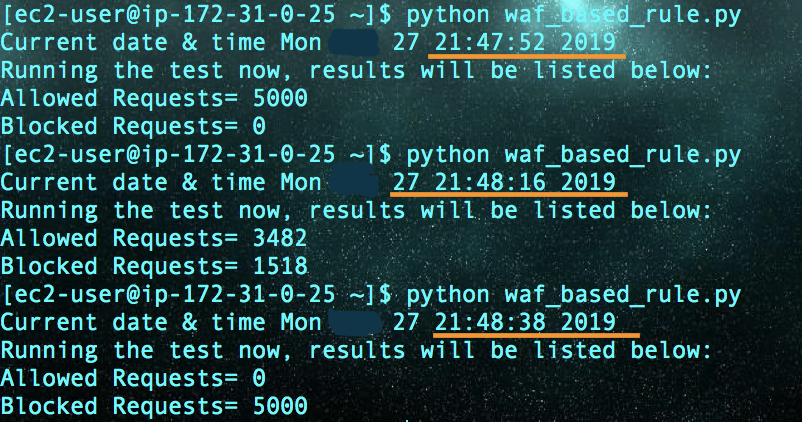 [ec2-user@ip-172-31-0-25 ~]$ python waf_based_rule.py
Current date & time Mon 27 21:47:52 2019
Running the test now, results will be listed below:
Allowed Requests= 5000
Blocked Requests= 0
[ec2-user@ip-172-31-0-25 ~]$ python waf_based_rule.py
Current date & time Mon 27 21:48:16 2019
Running the test now, results will be listed below:
Allowed Requests= 3482
Blocked Requests= 1518
[ec2-user@ip-172-31-0-25 ~]$ python waf_based_rule.py
Current date & time Mon 27 21:48:38 2019
Running the test now, results will be listed below:
Allowed Requests= 0
Blocked Requests= 5000